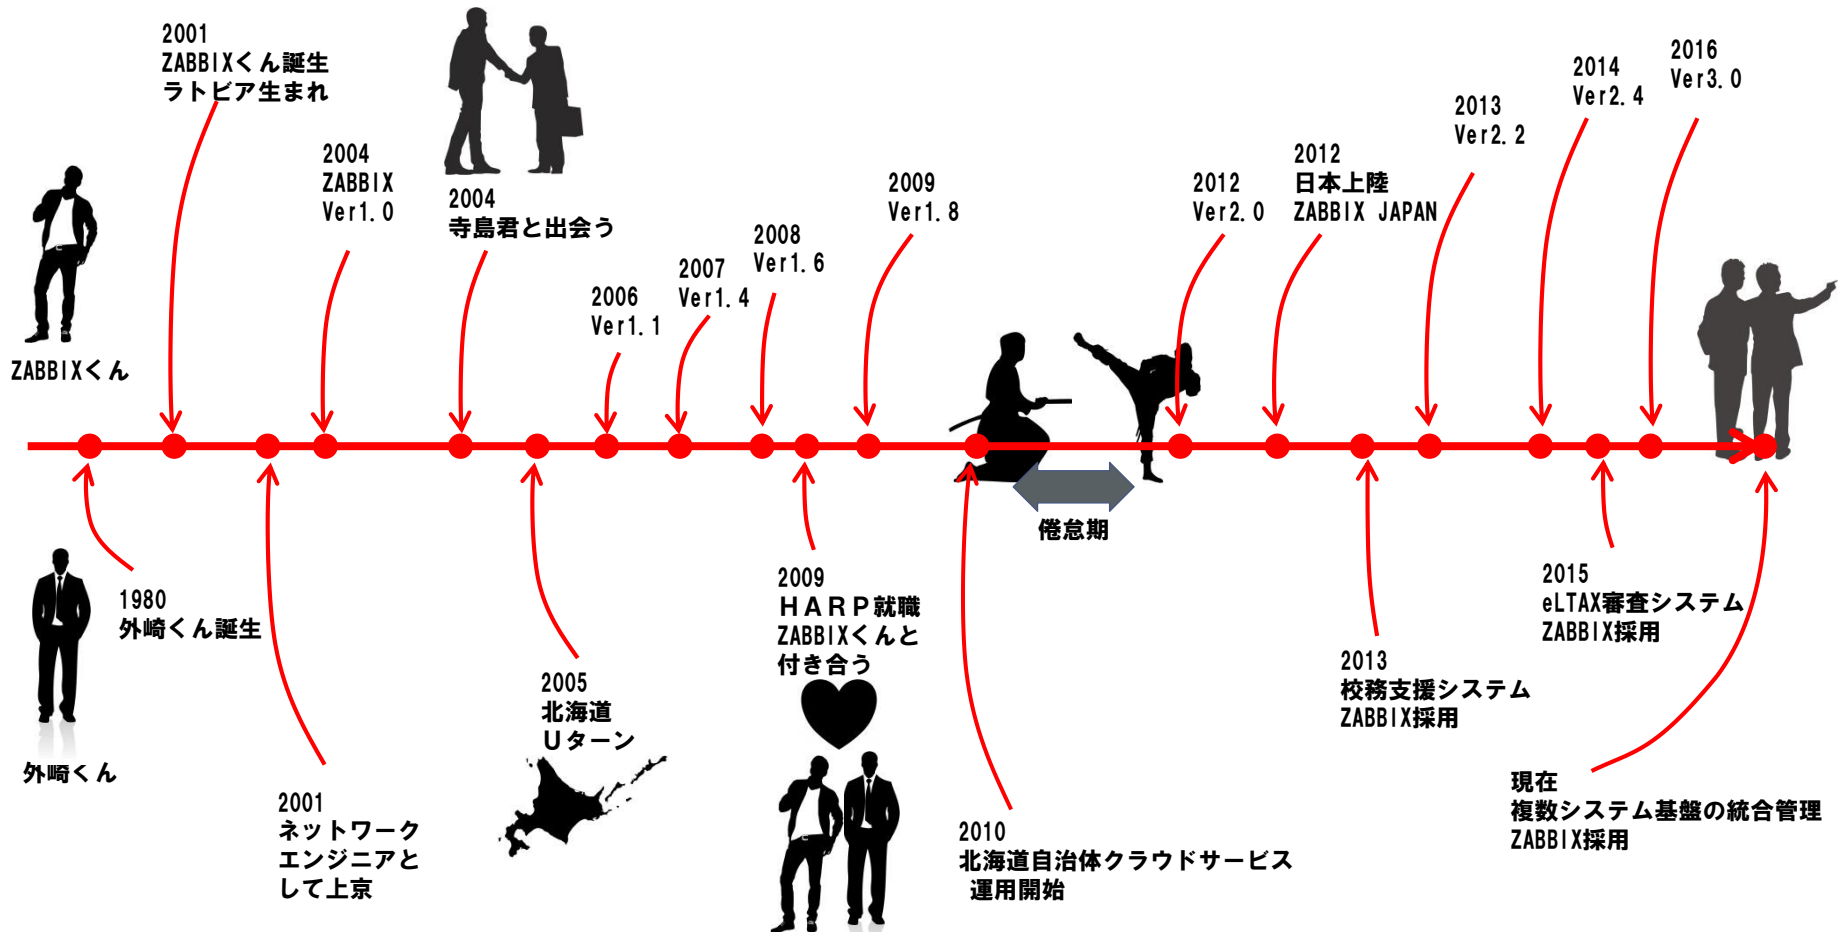 2001
ZABBIXくん誕生
ラトビア生まれ
2004
ZABBIX
Ver1.0
2004
寺島君と出会う
2006
Ver1.1
2007
Ver1.4
2008
Ver1.6
2009
Ver1.8
2012
Ver2.0
2012
日本上陸
ZABBIX JAPAN
2013
Ver2.2
2014
Ver2.4
2016
Ver3.0
ZABBIXくん
倦怠期
1980
外崎くん誕生
外崎くん
2001
ネットワーク
エンジニアと
して上京
2005
北海道
Uターン
2009
HARP就職
ZABBIXくんと
付き合う
2010
北海道自治体クラウドサービス
運用開始
2013
校務支援システム
ZABBIX採用
2015
eLTAX審査システム
ZABBIX採用
現在
複数システム基盤の統合管理
ZABBIX採用